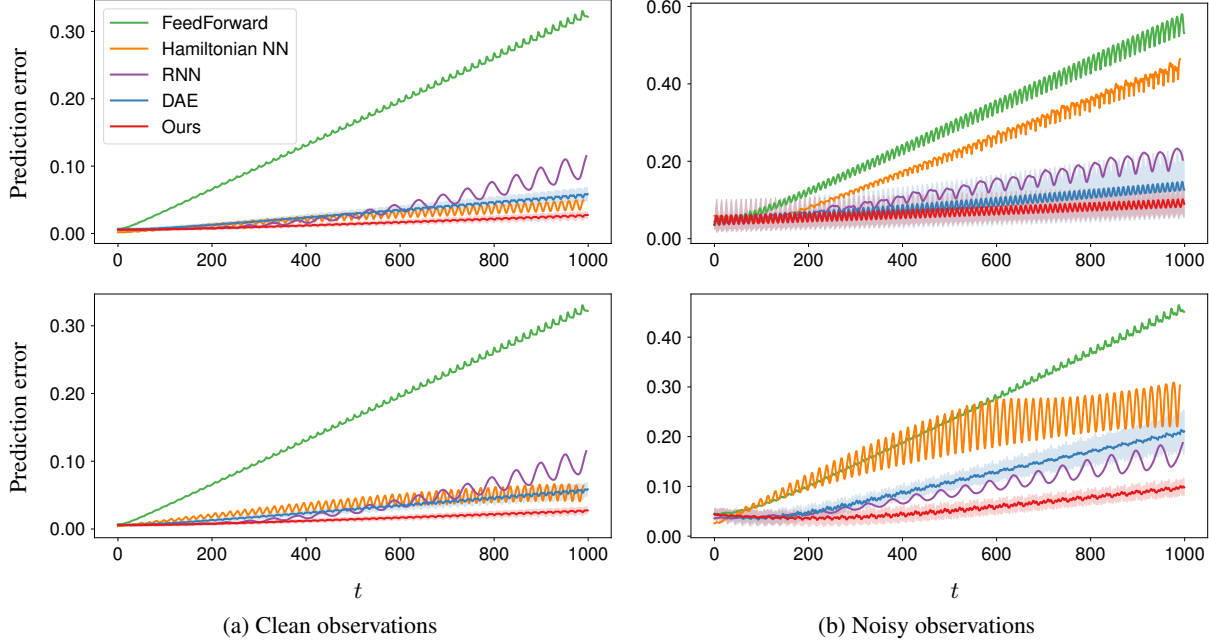 Prediction error
0.30
0.20
0.10
0.00
FeedForward
Hamiltonian NN
RNN
DAE
Ours
0 200 400 600 800 1000
0.60
0.40
0.20
0.00
0 200 400 600 800 1000
Prediction error
0.30
0.20
0.10
0.00
0 200 400 600 800 1000
t
(a) Clean observations
0.40
0.30
0.20
0.10
0.00
0 200 400 600 800 1000
t
(b) Noisy observations